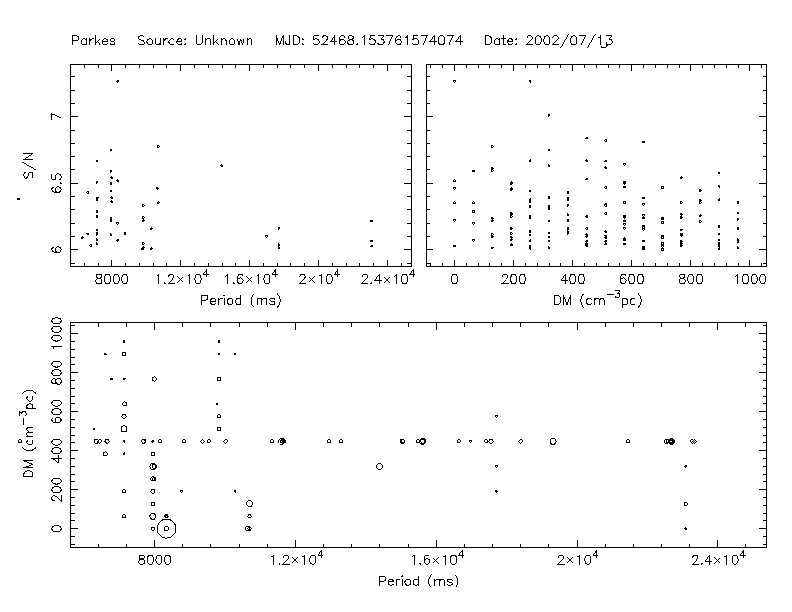 Parkes Source: Unknown MJD: 52468.153761574074 Date: 2002/07/13
S/N
7
6.5
6
8000 1.2×10⁴ 1.6×10⁴ 2×10⁴ 2.4×10⁴
Period (ms)
0 200 400 600 800 1000
DM (cm⁻³pc)
DM (cm⁻³pc)
1000
800
600
400
200
0
8000 1.2×10⁴ 1.6×10⁴ 2×10⁴ 2.4×10⁴
Period (ms)